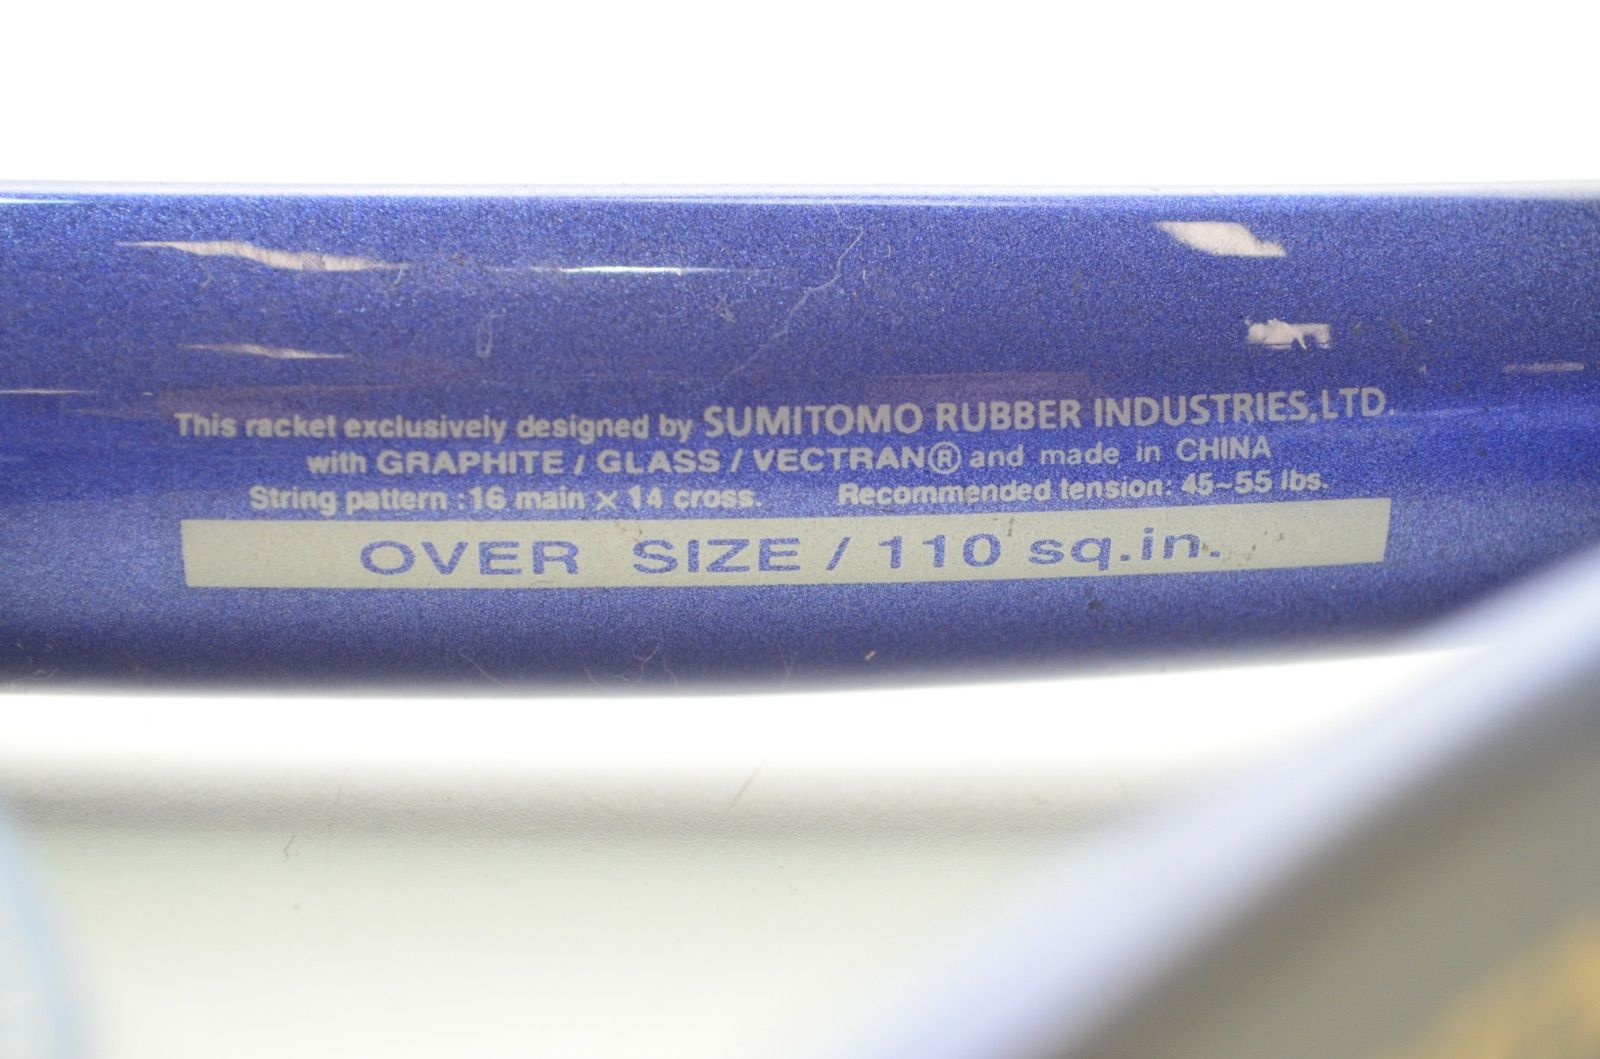 This racket exclusively designed by SUMITOMO RUBBER INDUSTRIES,LTD.
with GRAPHITE / GLASS / VECTRAN® and made in CHINA
String pattern : 16 main × 14 cross. Recommended tension: 45~55 lbs.
OVER SIZE / 110 sq.in.